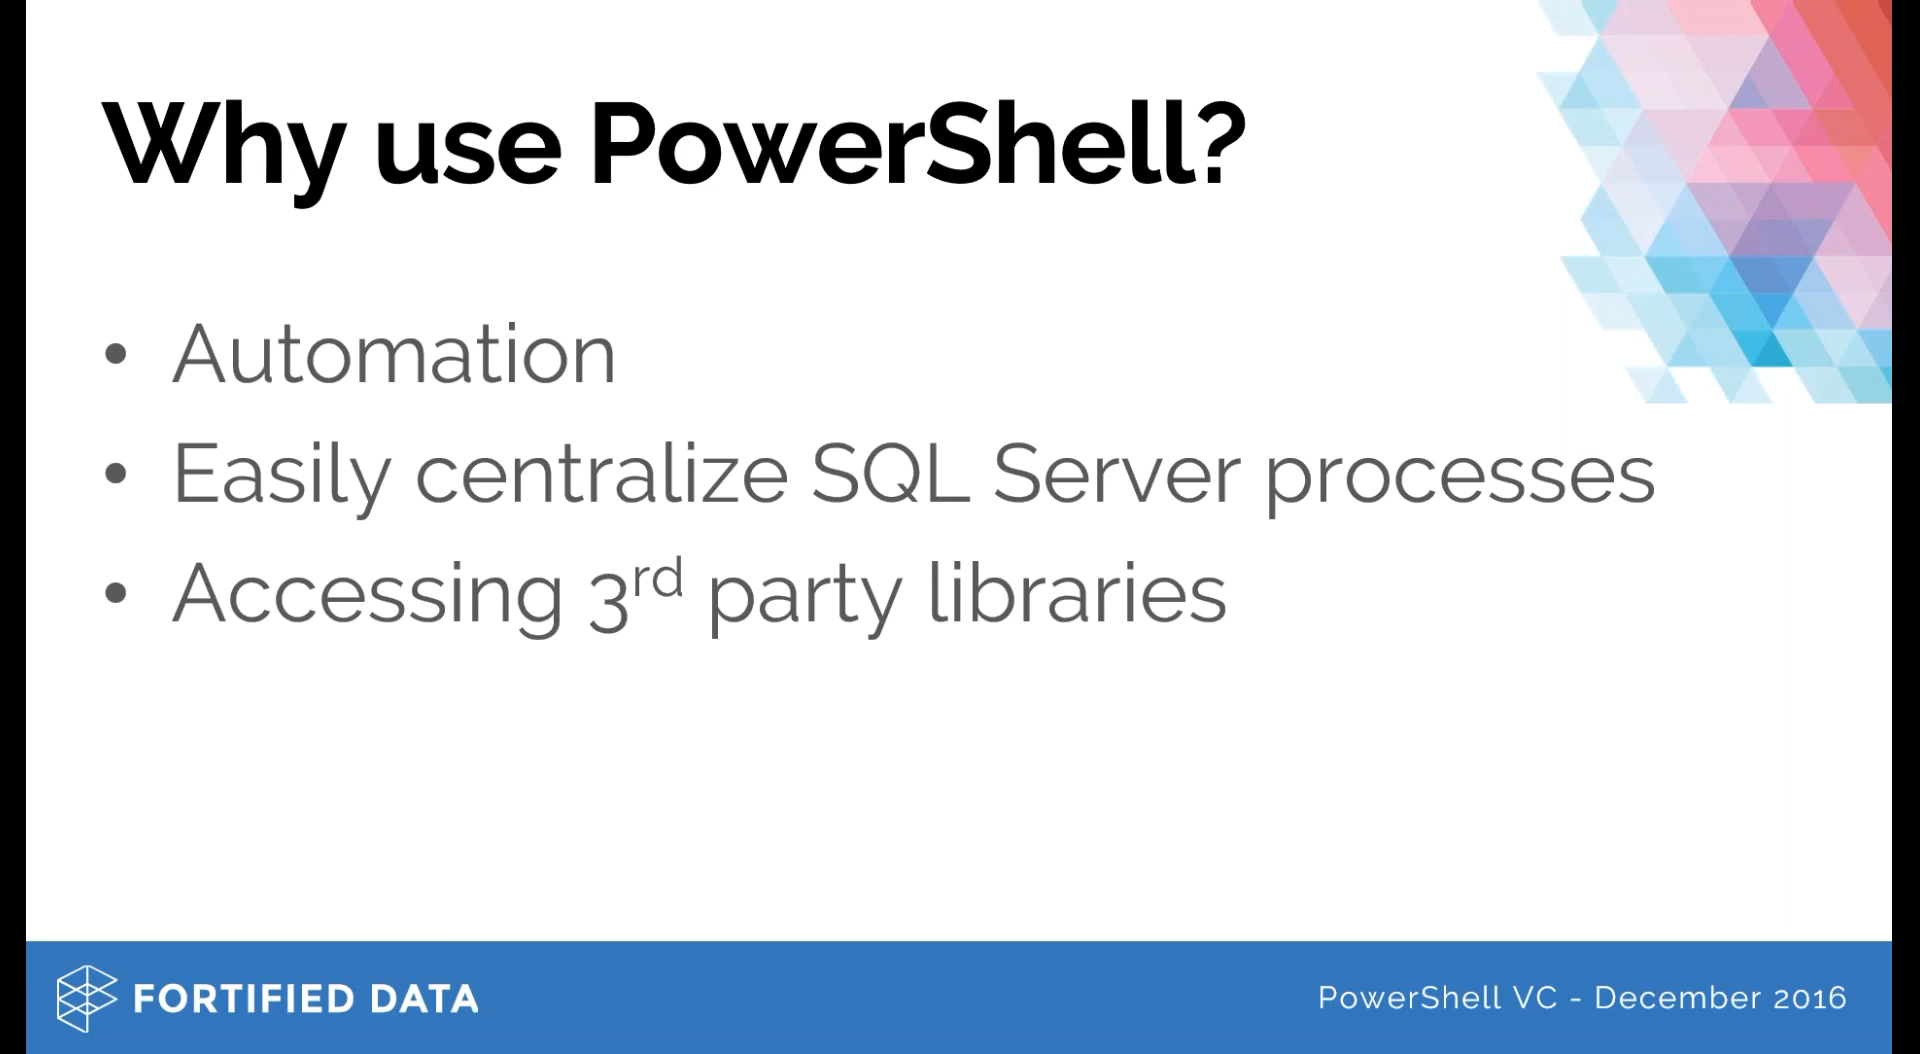 Why use PowerShell?
• Automation
• Easily centralize SQL Server processes
• Accessing 3rd party libraries
FORTIFIED DATA
PowerShell VC - December 2016